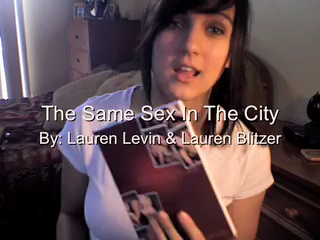 The Same Sex In The City
By: Lauren Levin & Lauren Blitzer